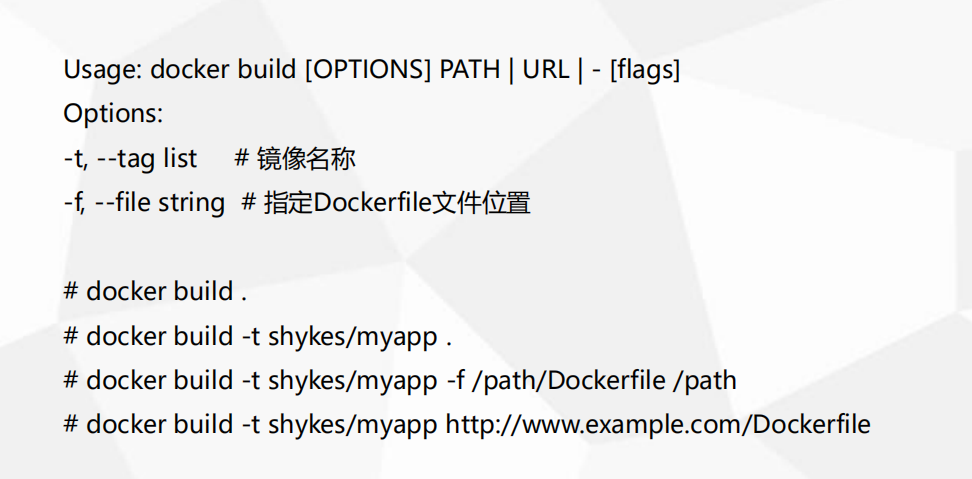 Usage: docker build [OPTIONS] PATH | URL | - [flags]
Options:
-t, --tag list # 镜像名称
-f, --file string # 指定Dockerfile文件位置
# docker build .
# docker build -t shykes/myapp .
# docker build -t shykes/myapp -f /path/Dockerfile /path
# docker build -t shykes/myapp http://www.example.com/Dockerfile